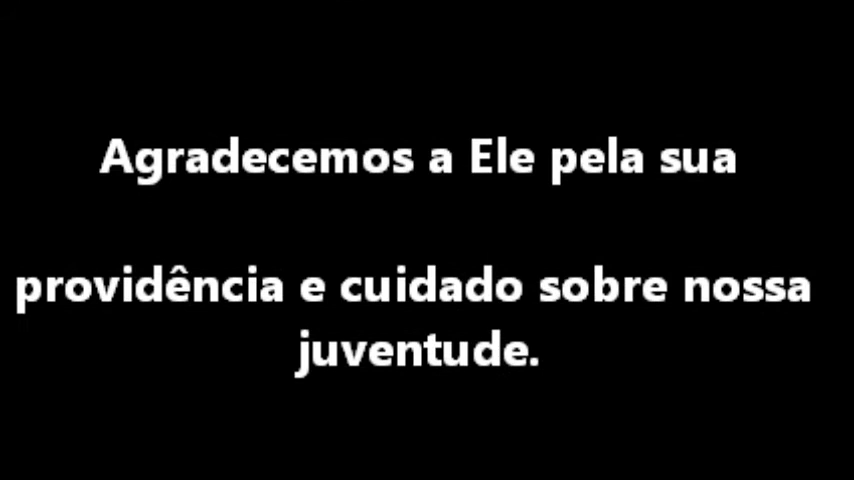 Agradecemos a Ele pela sua
providência e cuidado sobre nossa
juventude.